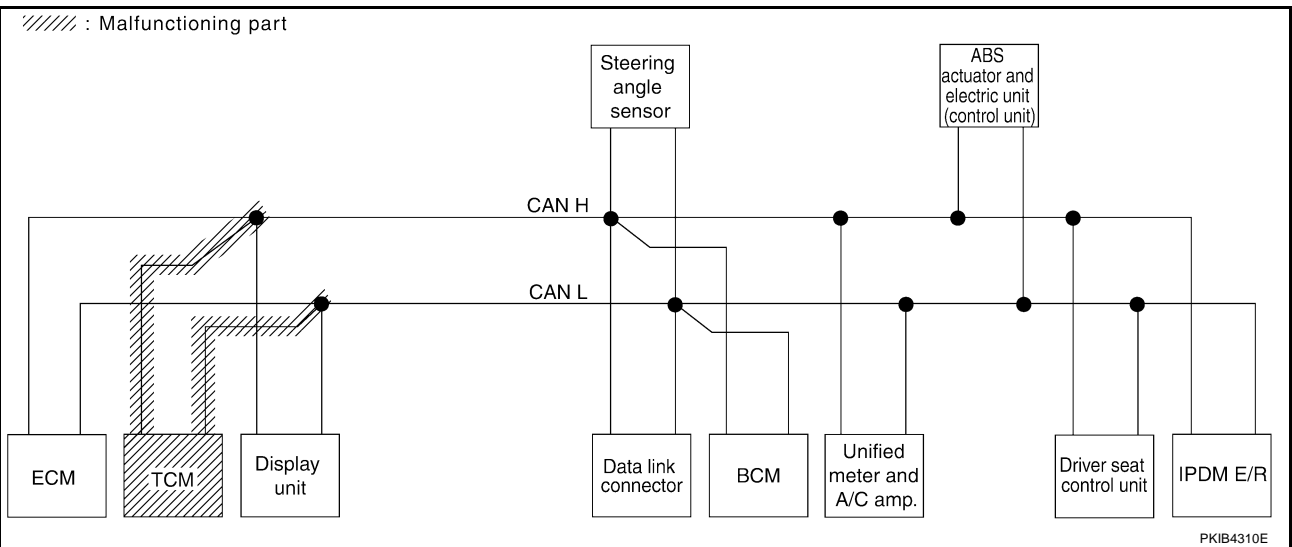 : Malfunctioning part
Steering
angle
sensor
ABS
actuator and
electric unit
(control unit)
CAN H
CAN L
ECM
TCM
Display
unit
Data link
connector
BCM
Unified
meter and
A/C amp.
Driver seat
control unit
IPDM E/R
PKIB4310E